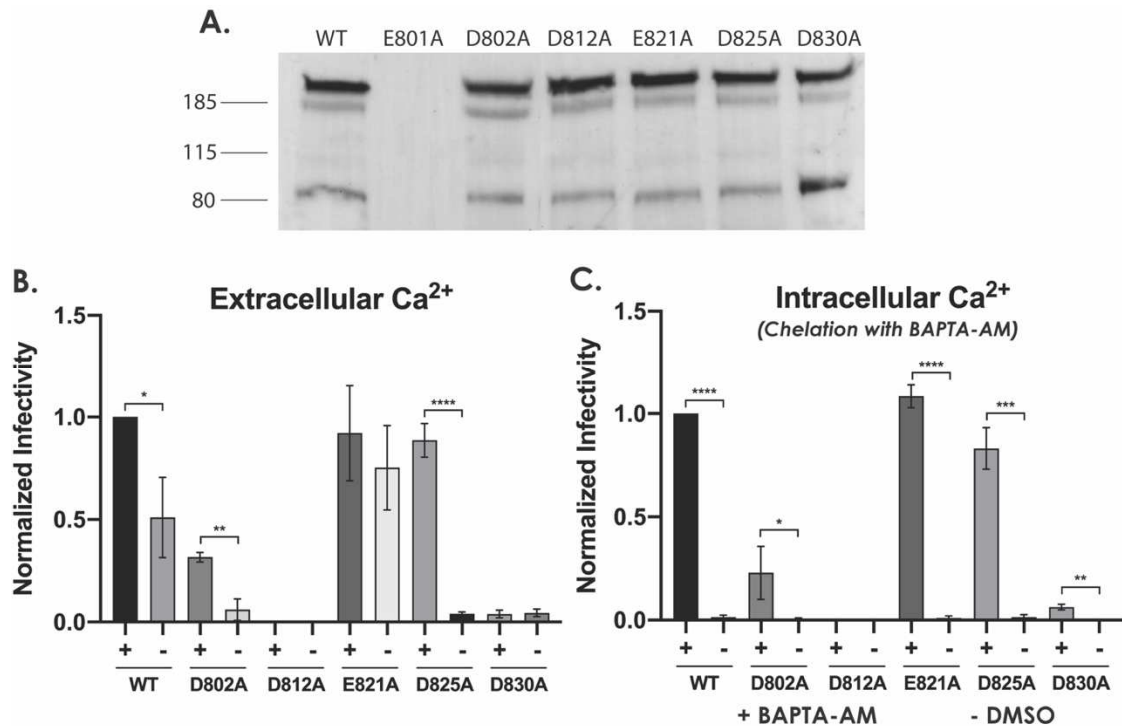 A.
WT E801A D802A D812A E821A D825A D830A
185
115
80
B.
Extracellular Ca²⁺
Normalized Infectivity
1.5
1.0
0.5
0.0
* ** ****
+ - + - + - + - + - + -
WT D802A D812A E821A D825A D830A
C.
Intracellular Ca²⁺
(Chelation with BAPTA-AM)
Normalized Infectivity
1.5
1.0
0.5
0.0
**** * **** *** **
+ - + - + - + - + - + -
WT D802A D812A E821A D825A D830A
+ BAPTA-AM - DMSO